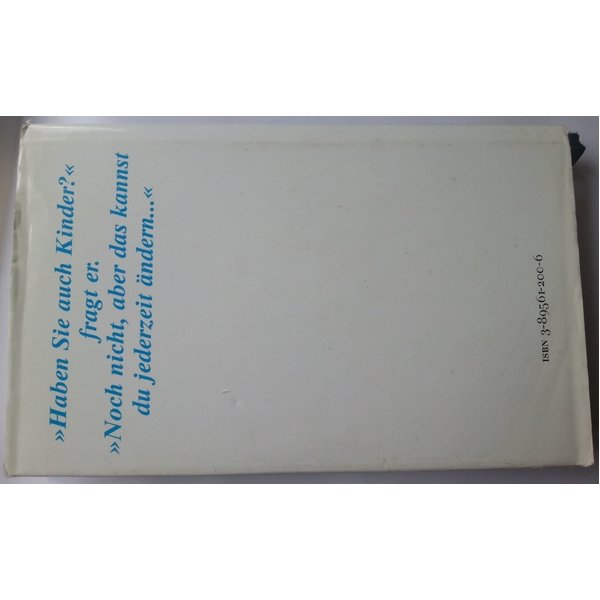 »Haben Sie auch Kinder?«
fragt er.
»Noch nicht, aber das kannst
du jederzeit ändern...«
ISBN 3-89561-200-6